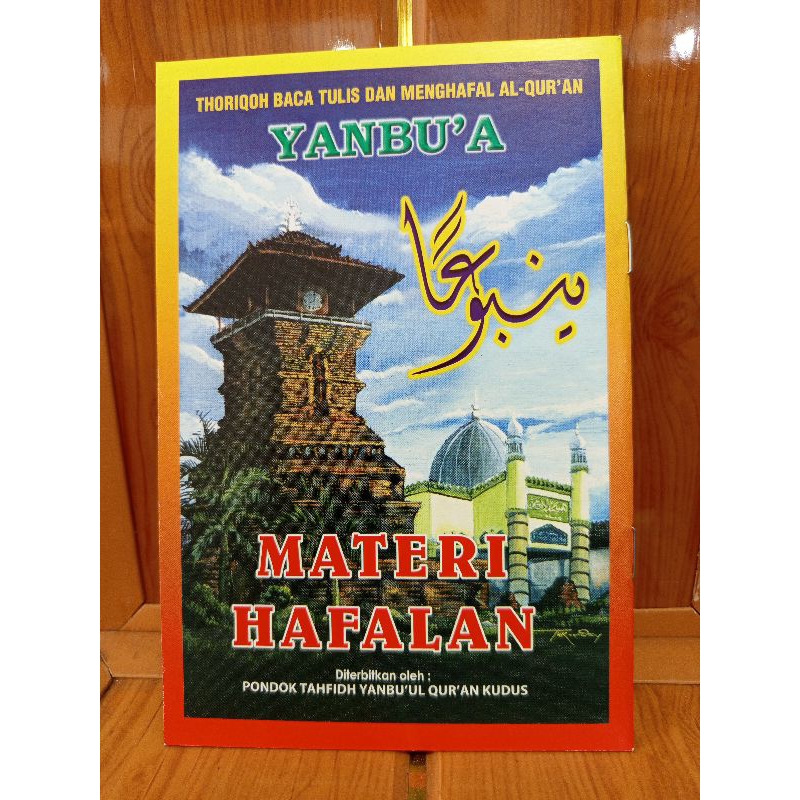 THORIQOH BACA TULIS DAN MENGHAFAL AL-QUR'AN
YANBU'A
ينبوعًا
MATERI
HAFALAN
Diterbitkan oleh :
PONDOK TAHFIDH YANBU'UL QUR'AN KUDUS